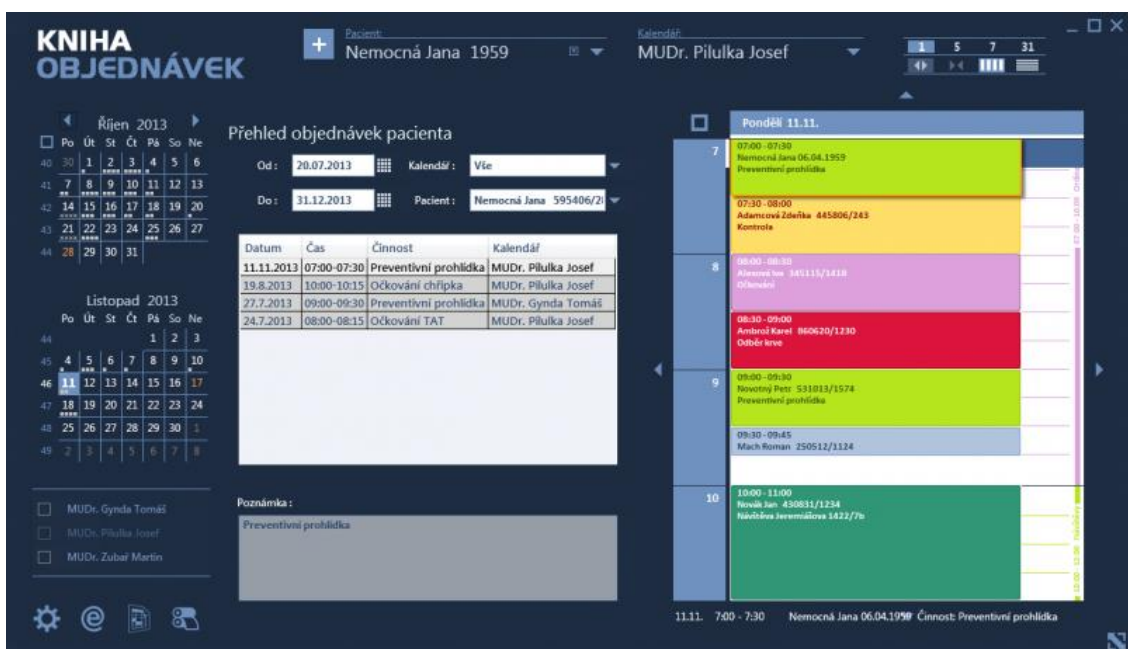 KNIHA
OBJEDNÁVEK
Pacient:
Nemocná Jana 1959
Kalendář:
MUDr. Pilulka Josef
1 5 7 31
Říjen 2013
Po Út St Čt Pá So Ne
40 30 1 2 3 4 5 6
41 7 8 9 10 11 12 13
42 14 15 16 17 18 19 20
43 21 22 23 24 25 26 27
44 28 29 30 31
Listopad 2013
Po Út St Čt Pá So Ne
44 1 2 3
45 4 5 6 7 8 9 10
46 11 12 13 14 15 16 17
47 18 19 20 21 22 23 24
48 25 26 27 28 29 30 1
49 2 3 4 5 6 7 8
MUDr. Gynda Tomáš
MUDr. Pilulka Josef
MUDr. Zubař Martin
Přehled objednávek pacienta
Od: 20.07.2013 Kalendář: Vše
Do: 31.12.2013 Pacient: Nemocná Jana 595406/2
Datum Čas Činnost Kalendář
11.11.2013 07:00-07:30 Preventivní prohlídka MUDr. Pilulka Josef
19.8.2013 10:00-10:15 Očkování chřipka MUDr. Pilulka Josef
27.7.2013 09:00-09:30 Preventivní prohlídka MUDr. Gynda Tomáš
24.7.2013 08:00-08:15 Očkování TAT MUDr. Pilulka Josef
Poznámka:
Preventivní prohlídka
Pondělí 11.11.
7
07:00 - 07:30
Nemocná Jana 06.04.1959
Preventivní prohlídka
07:30 - 08:00
Adamcová Zdeňka 445806/243
Kontrola
8
08:00 - 08:30
345115/1418
Očkování
08:30 - 09:00
Ambrož Karel 860620/1230
Odběr krve
9
09:00 - 09:30
Novotný Petr 531013/1574
Preventivní prohlídka
09:30 - 09:45
Mach Roman 250512/1124
10
10:00 - 11:00
Novák Jan 430831/1234
Návštěva Jeremiášova 1422/7b
11.11. 7:00 - 7:30 Nemocná Jana 06.04.1959 Činnost: Preventivní prohlídka